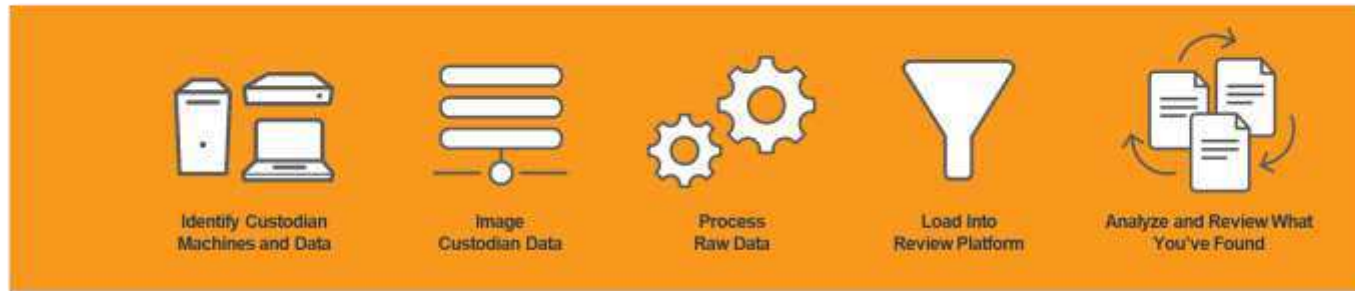 Identify Custodian
Machines and Data
Image
Custodian Data
Process
Raw Data
Load Into
Review Platform
Analyze and Review What
You've Found